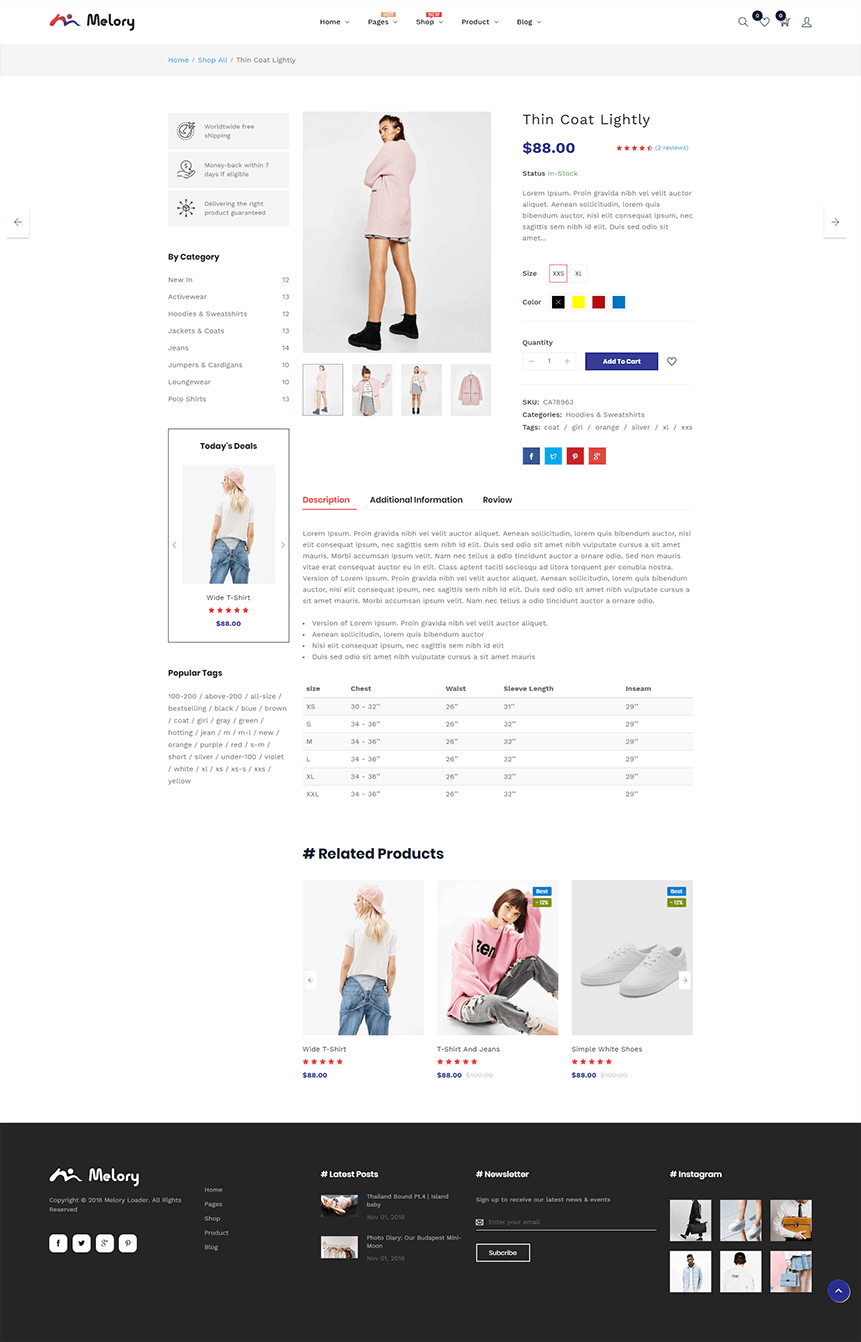 Melory
Home
HOT
Pages
NEW
Shop
Product
Blog
0
0
Home / Shop All / Thin Coat Lightly
Worldtwide free
shipping
Money-back within 7
days if eligible
Delivering the right
product guaranteed
By Category
New In 12
Activewear 13
Hoodies & Sweatshirts 12
Jackets & Coats 13
Jeans 14
Jumpers & Cardigans 10
Loungewear 10
Polo Shirts 13
Today's Deals
Wide T-Shirt
$88.00
Popular Tags
100-200 / above-200 / all-size /
bestselling / black / blue / brown
/ coat / girl / gray / green /
hotting / jean / m / m-l / new /
orange / purple / red / s-m /
short / silver / under-100 / violet
/ white / xl / xs / xs-s / xxs /
yellow
Thin Coat Lightly
$88.00
(2 reviews)
Status In-Stock
Lorem Ipsum. Proin gravida nibh vel velit auctor
aliquet. Aenean sollicitudin, lorem quis
bibendum auctor, nisi elit consequat ipsum, nec
sagittis sem nibh id elit. Duis sed odio sit
amet...
Size XXS XL
Color
Quantity
− 1 +
Add To Cart
SKU: CA78963
Categories: Hoodies & Sweatshirts
Tags: coat / girl / orange / silver / xl / xxs
Description
Additional Information
Review
Lorem Ipsum. Proin gravida nibh vel velit auctor aliquet. Aenean sollicitudin, lorem quis bibendum auctor, nisi
elit consequat ipsum, nec sagittis sem nibh id elit. Duis sed odio sit amet nibh vulputate cursus a sit amet
mauris. Morbi accumsan ipsum velit. Nam nec tellus a odio tincidunt auctor a ornare odio. Sed non mauris
vitae erat consequat auctor eu in elit. Class aptent taciti sociosqu ad litora torquent per conubia nostra.
Version of Lorem Ipsum. Proin gravida nibh vel velit auctor aliquet. Aenean sollicitudin, lorem quis bibendum
auctor, nisi elit consequat ipsum, nec sagittis sem nibh id elit. Duis sed odio sit amet nibh vulputate cursus a
sit amet mauris. Morbi accumsan ipsum velit. Nam nec tellus a odio tincidunt auctor a ornare odio.
• Version of Lorem Ipsum. Proin gravida nibh vel velit auctor aliquet.
• Aenean sollicitudin, lorem quis bibendum auctor
• Nisi elit consequat ipsum, nec sagittis sem nibh id elit
• Duis sed odio sit amet nibh vulputate cursus a sit amet mauris
size Chest Waist Sleeve Length Inseam
XS 30 - 32" 26" 31" 29"
S 34 - 36" 26" 32" 29"
M 34 - 36" 26" 32" 29"
L 34 - 36" 26" 32" 29"
XL 34 - 36" 26" 32" 29"
XXL 34 - 36" 26" 32" 29"
# Related Products
Best
- 12%
Best
- 12%
zen
Wide T-Shirt
$88.00
T-Shirt And Jeans
$88.00 $100.00
Simple White Shoes
$88.00 $100.00
Melory
Copyright © 2018 Melory Loader. All Rights
Reserved
Home
Pages
Shop
Product
Blog
# Latest Posts
Thailand Bound Pt.4 | Island
baby
Nov 01, 2018
Photo Diary: Our Budapest Mini-
Moon
Nov 01, 2018
# Newsletter
Sign up to receive our latest news & events
Enter your email
Subcribe
# Instagram